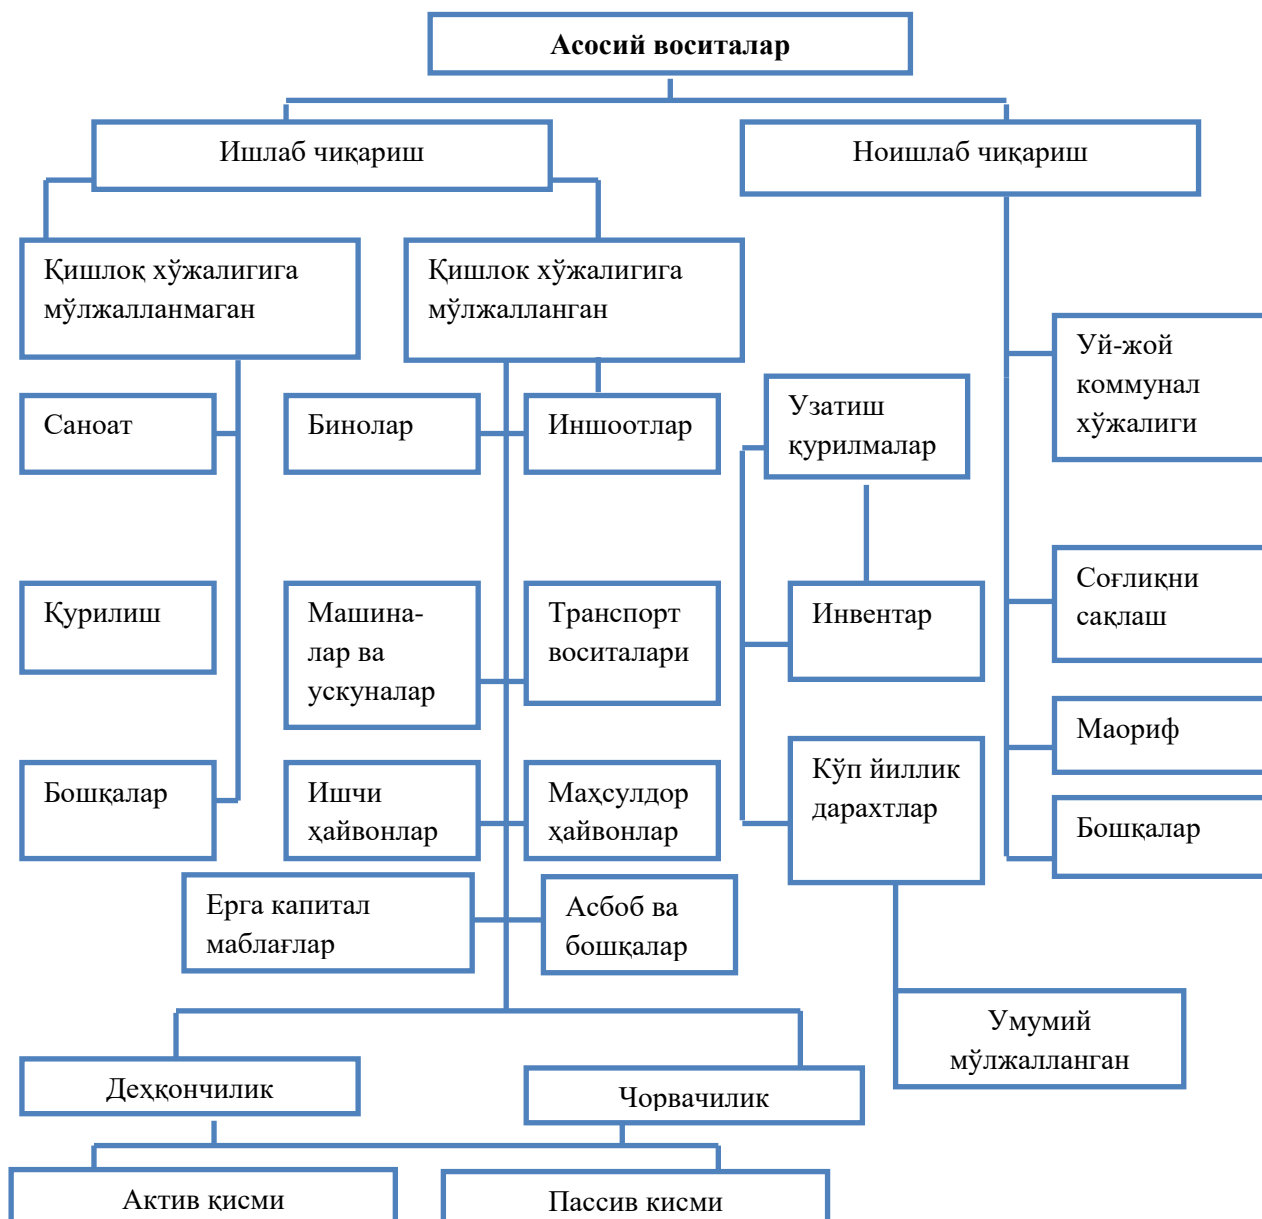 Асосий воситалар
Ишлаб чиқариш
Ноишлаб чиқариш
Қишлоқ хўжалигига
мўлжалланмаган
Қишлок хўжалигига
мўлжалланган
Уй-жой
коммунал
хўжалиги
Саноат
Бинолар
Иншоотлар
Узатиш
қурилмалар
Қурилиш
Машина-
лар ва
ускуналар
Транспорт
воситалари
Инвентар
Соғлиқни
сақлаш
Маориф
Бошқалар
Ишчи
ҳайвонлар
Маҳсулдор
ҳайвонлар
Кўп йиллик
дарахтлар
Бошқалар
Ерга капитал
маблағлар
Асбоб ва
бошқалар
Умумий
мўлжалланган
Деҳқончилик
Чорвачилик
Актив қисми
Пассив кисми